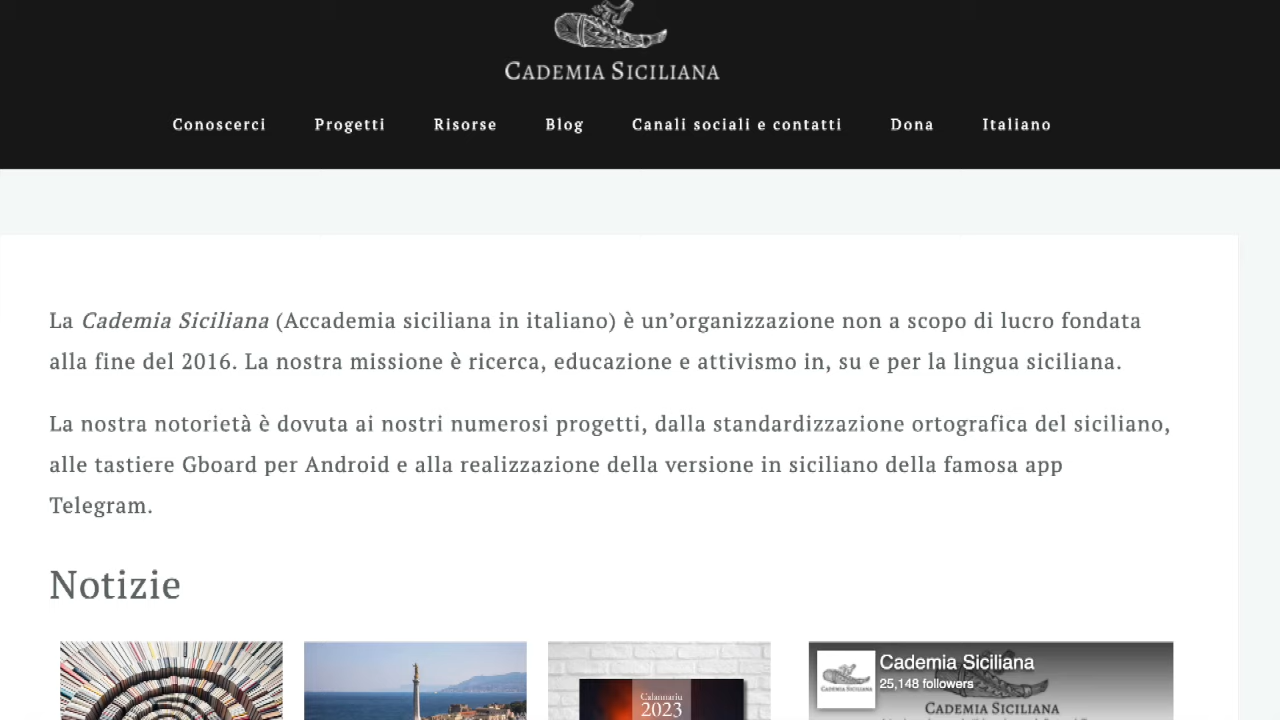 CADEMIA SICILIANA
Conoscerci Progetti Risorse Blog Canali sociali e contatti Dona Italiano
La Cademia Siciliana (Accademia siciliana in italiano) è un’organizzazione non a scopo di lucro fondata
alla fine del 2016. La nostra missione è ricerca, educazione e attivismo in, su e per la lingua siciliana.
La nostra notorietà è dovuta ai nostri numerosi progetti, dalla standardizzazione ortografica del siciliano,
alle tastiere Gboard per Android e alla realizzazione della versione in siciliano della famosa app
Telegram.
Notizie
Calannariu
2023
CADEMIA SICILIANA
Cademia Siciliana
25,148 followers
CADEMIA SICILIANA